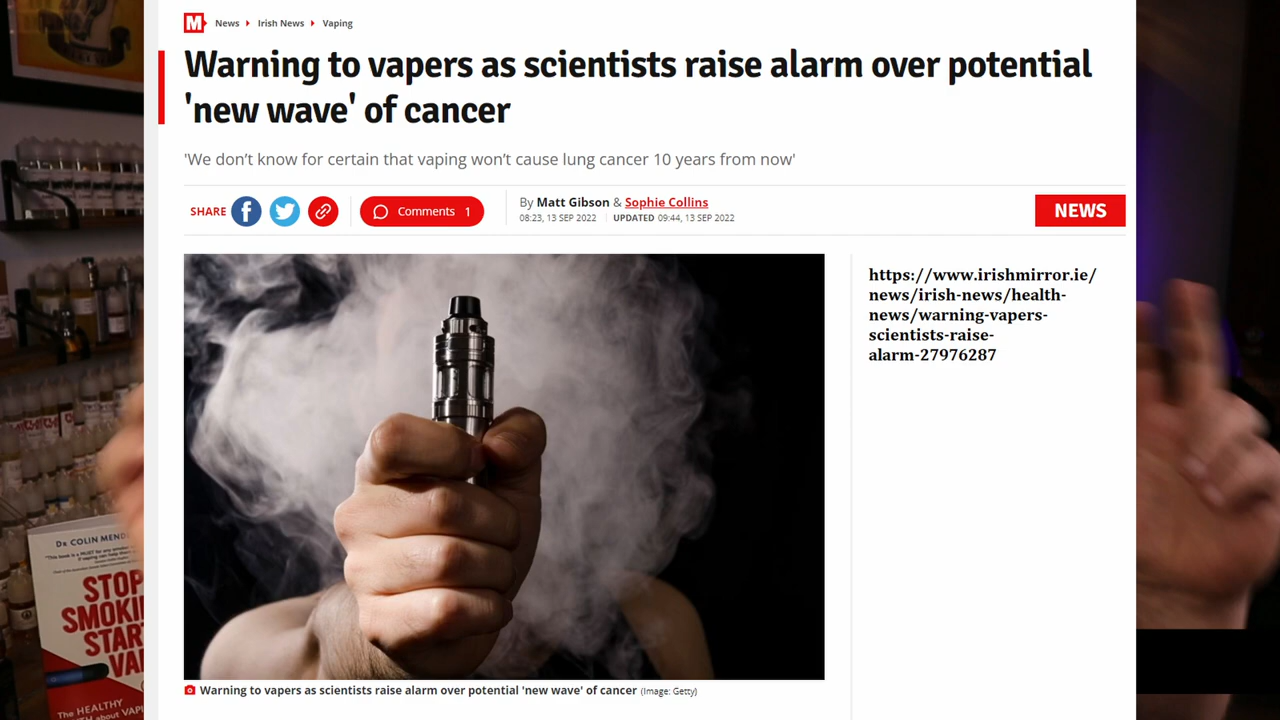 M News Irish News Vaping
Warning to vapers as scientists raise alarm over potential
'new wave' of cancer
'We don't know for certain that vaping won't cause lung cancer 10 years from now'
SHARE
Comments 1
By Matt Gibson & Sophie Collins
08:23, 13 SEP 2022 UPDATED 09:44, 13 SEP 2022
NEWS
https://www.irishmirror.ie/
news/irish-news/health-
news/warning-vapers-
scientists-raise-
alarm-27976287
Warning to vapers as scientists raise alarm over potential 'new wave' of cancer (Image: Getty)
DR COLIN
STOP
START
The HEALTHY